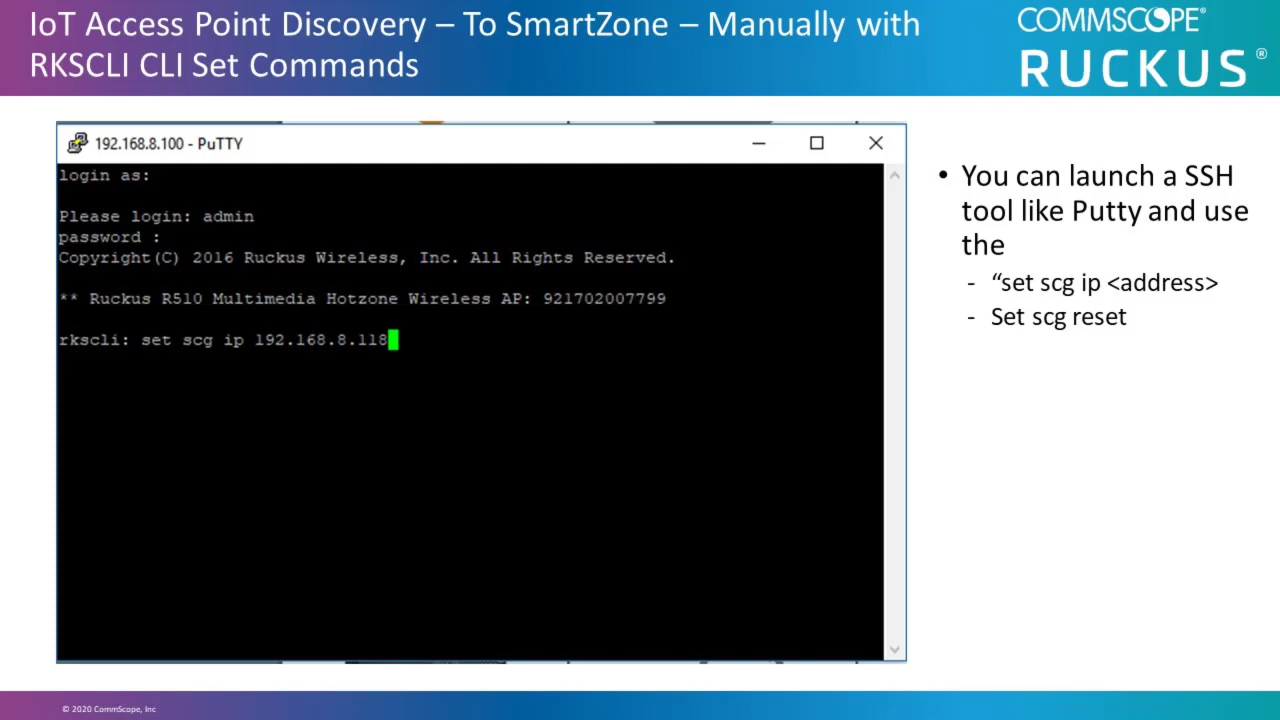 IoT Access Point Discovery – To SmartZone – Manually with
RKSCLI CLI Set Commands
COMMSCOPE®
RUCKUS®
192.168.8.100 - PuTTY
login as:
Please login: admin
password :
Copyright(C) 2016 Ruckus Wireless, Inc. All Rights Reserved.
** Ruckus R510 Multimedia Hotzone Wireless AP: 921702007799
rkscli: set scg ip 192.168.8.118
• You can launch a SSH
tool like Putty and use
the
- “set scg ip <address>
- Set scg reset
© 2020 CommScope, Inc